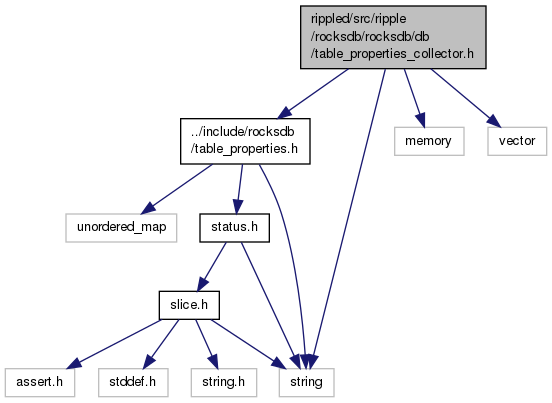 rippled/src/ripple
/rocksdb/rocksdb/db
/table_properties_collector.h
../include/rocksdb
/table_properties.h
memory
vector
unordered_map
status.h
slice.h
assert.h
stddef.h
string.h
string